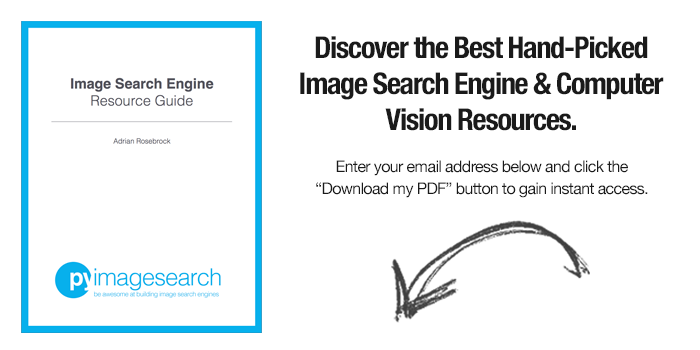 Image Search Engine
Resource Guide
Adrian Rosebrock
pyimagesearch
be awesome at building image search engines
Discover the Best Hand-Picked
Image Search Engine & Computer
Vision Resources.
Enter your email address below and click the
“Download my PDF” button to gain instant access.